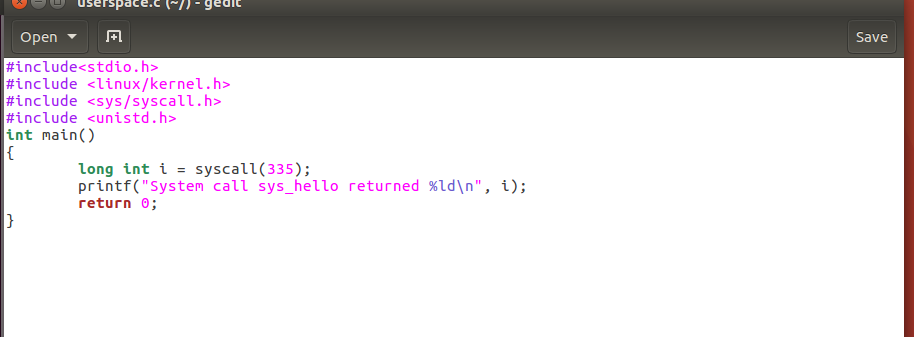 userspace.c (~/) - gedit
Open
Save
#include<stdio.h>
#include <linux/kernel.h>
#include <sys/syscall.h>
#include <unistd.h>
int main()
{
        long int i = syscall(335);
        printf("System call sys_hello returned %ld\n", i);
        return 0;
}